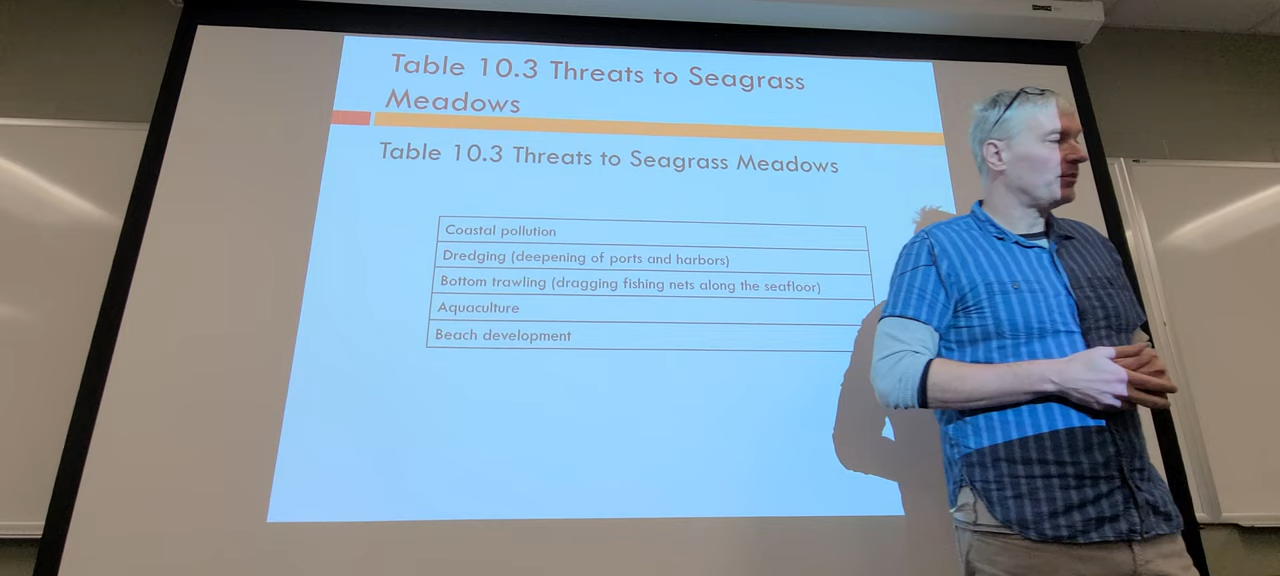 Table 10.3 Threats to Seagrass
Meadows
Table 10.3 Threats to Seagrass Meadows
Coastal pollution
Dredging (deepening of ports and harbors)
Bottom trawling (dragging fishing nets along the seafloor)
Aquaculture
Beach development